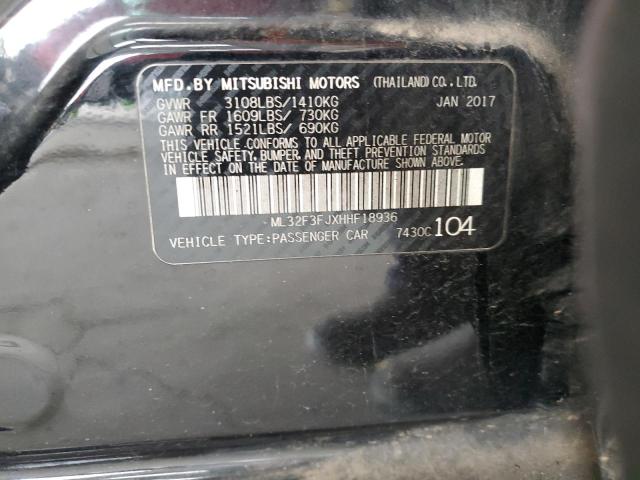 MFD.BY MITSUBISHI MOTORS (THAILAND) CO.,LTD.
GVWR 3108LBS/1410KG JAN 2017
GAWR FR 1609LBS/ 730KG
GAWR RR 1521LBS/ 690KG
THIS VEHICLE CONFORMS TO ALL APPLICABLE FEDERAL MOTOR
VEHICLE SAFETY, BUMPER, AND THEFT PREVENTION STANDARDS
IN EFFECT ON THE DATE OF MANUFACTURE SHOWN ABOVE.
ML32F3FJXHHF18936
VEHICLE TYPE:PASSENGER CAR 7430C 104